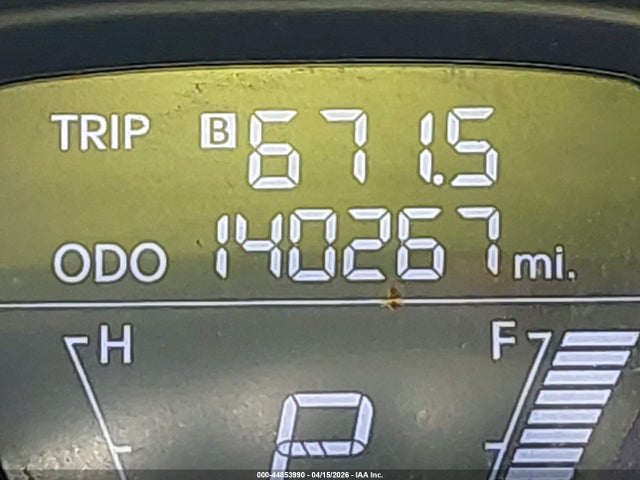 TRIP B 671.5
ODO 140267 mi.
H F
P
000-44853990 - 04/15/2026 - IAA Inc.